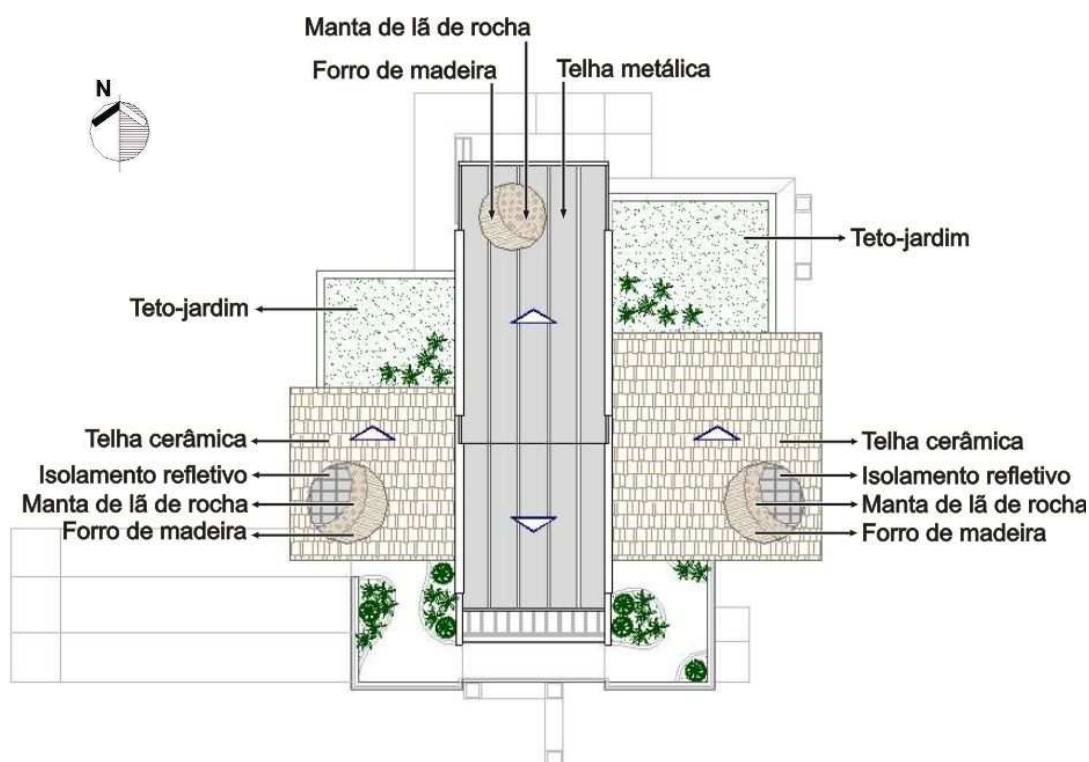 Manta de lã de rocha
Forro de madeira
Telha metálica
N
Teto-jardim
Teto-jardim
Telha cerâmica
Isolamento refletivo
Manta de lã de rocha
Forro de madeira
Telha cerâmica
Isolamento refletivo
Manta de lã de rocha
Forro de madeira